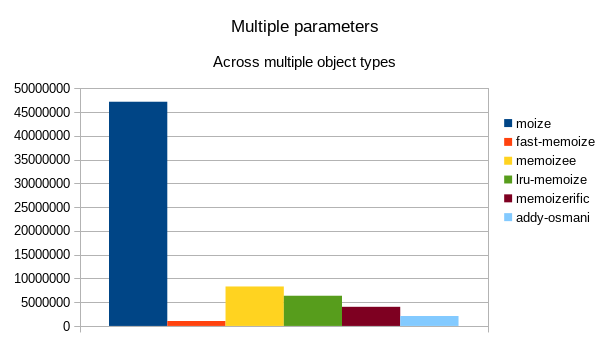 Multiple parameters
Across multiple object types
50000000
45000000
40000000
35000000
30000000
25000000
20000000
15000000
10000000
5000000
0
moize
fast-memoize
memoizee
lru-memoize
memoizerific
addy-osmani